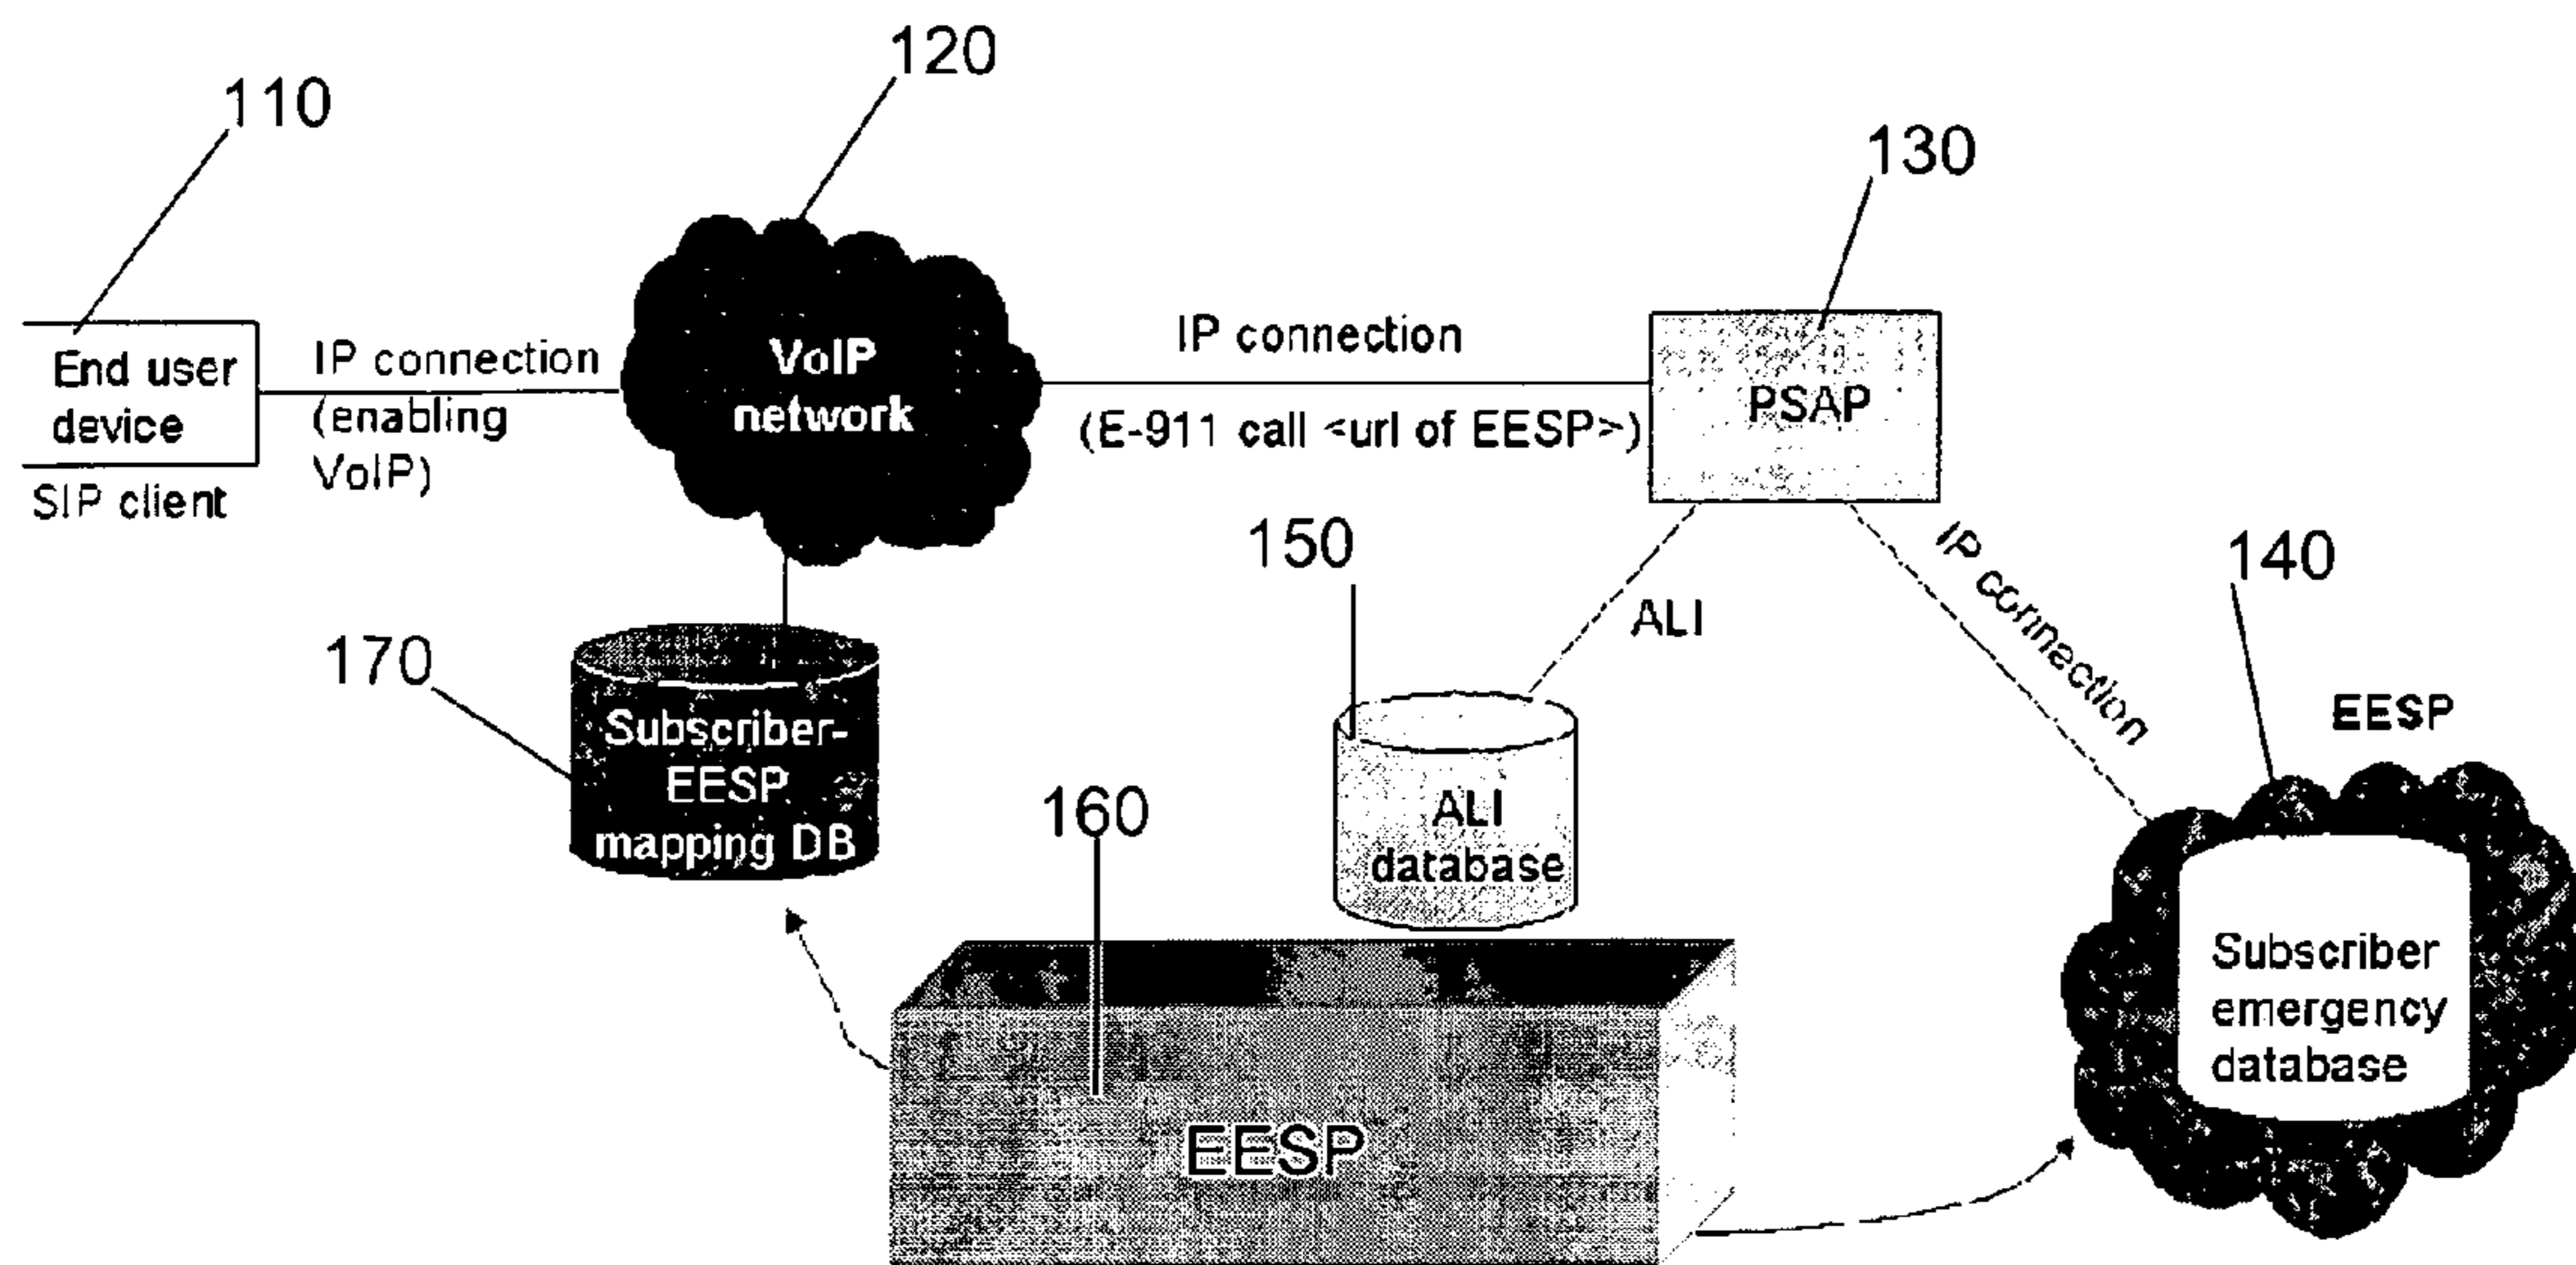 120
110
130
IP connection
VoIP
network
End user
device
IP connection
(enabling
VoIP)
SIP client
(E-911 call <url of EESP>)
PSAP
150
ALI
IP connection
140
170
EESP
Subscriber-
EESP
mapping DB
160
ALI
database
Subscriber
emergency
database
EESP